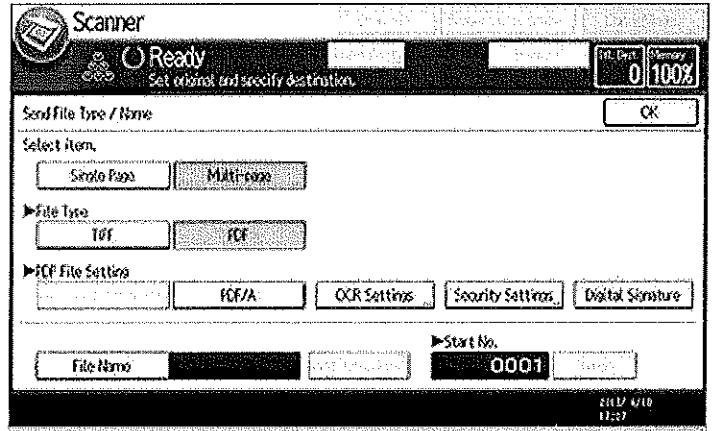 Scanner
Ready
Set original and specify destination.
Ttl. Dest. Memory
0 100%
Send File Type / Name
OK
Select item.
Single Page Multi-page
►File Type
TIFF PDF
►PDF File Setting
PDF/A OCR Settings Security Settings Digital Signature
►Start No.
File Name 0001